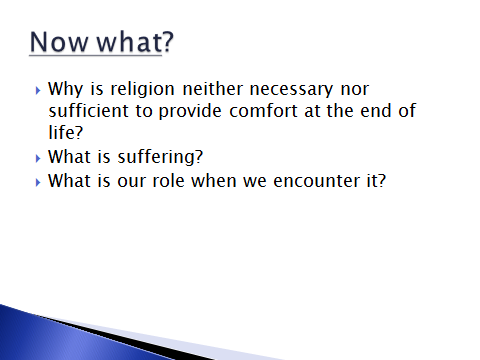 Now what?
Why is religion neither necessary nor
sufficient to provide comfort at the end of
life?
What is suffering?
What is our role when we encounter it?